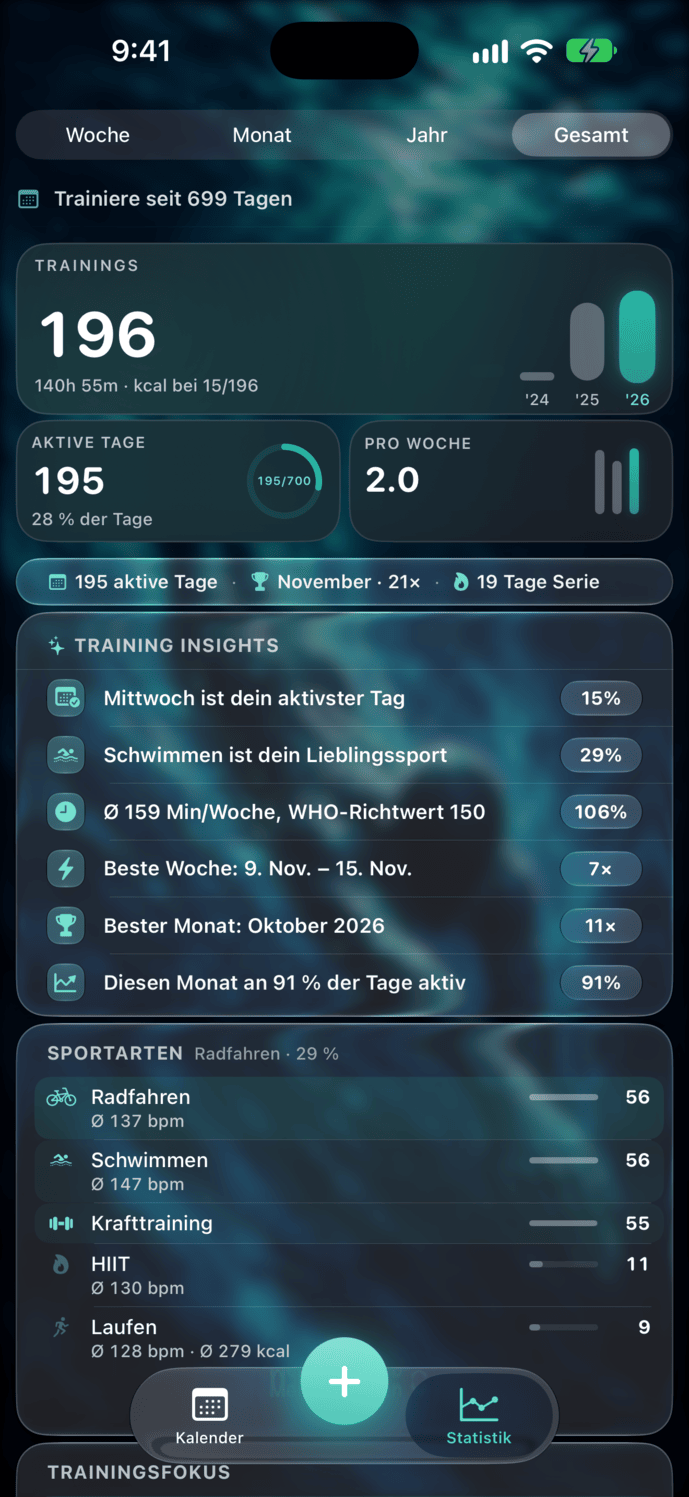 9:41
Woche Monat Jahr Gesamt
Trainiere seit 699 Tagen
TRAININGS
196
140h 55m · kcal bei 15/196
'24 '25 '26
AKTIVE TAGE
195
28 % der Tage
195/700
PRO WOCHE
2.0
195 aktive Tage · November · 21× · 19 Tage Serie
TRAINING INSIGHTS
Mittwoch ist dein aktivster Tag 15%
Schwimmen ist dein Lieblingssport 29%
Ø 159 Min/Woche, WHO-Richtwert 150 106%
Beste Woche: 9. Nov. – 15. Nov. 7×
Bester Monat: Oktober 2026 11×
Diesen Monat an 91 % der Tage aktiv 91%
SPORTARTEN Radfahren · 29 %
Radfahren 56
Ø 137 bpm
Schwimmen 56
Ø 147 bpm
Krafttraining 55
HIIT 11
Ø 130 bpm
Laufen 9
Ø 128 bpm · Ø 279 kcal
Kalender Statistik
TRAININGSFOKUS